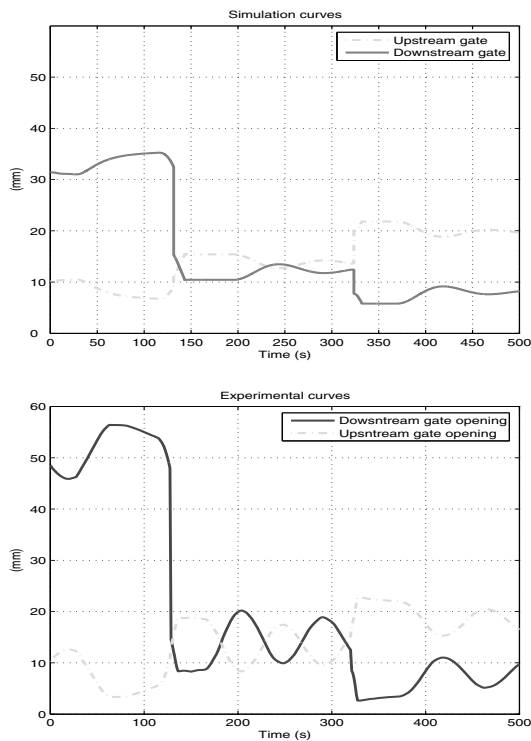 Simulation curves
Upstream gate
Downstream gate
50
40
30
20
10
0
(mm)
0 50 100 150 200 250 300 350 400 450 500
Time (s)
Experimental curves
Dowsntream gate opening
Upsntream gate opening
60
50
40
30
20
10
0
(mm)
0 100 200 300 400 500
Time (s)